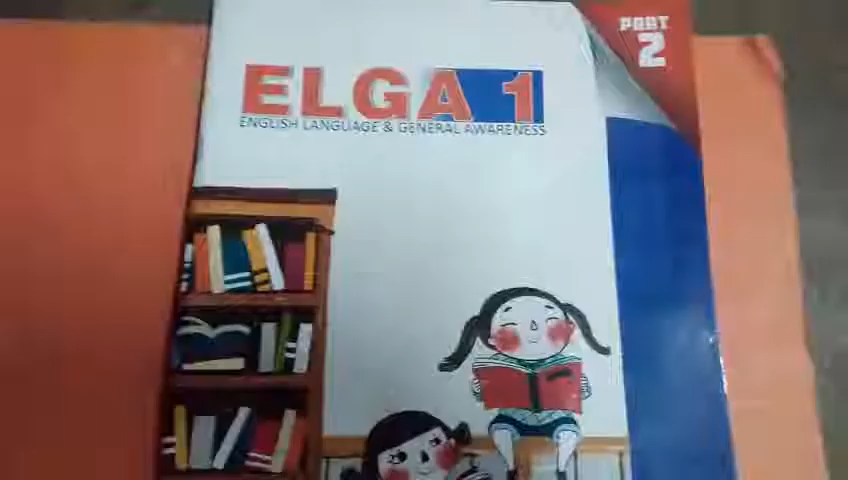 PART
2
ELGA 1
ENGLISH LANGUAGE & GENERAL AWARENESS